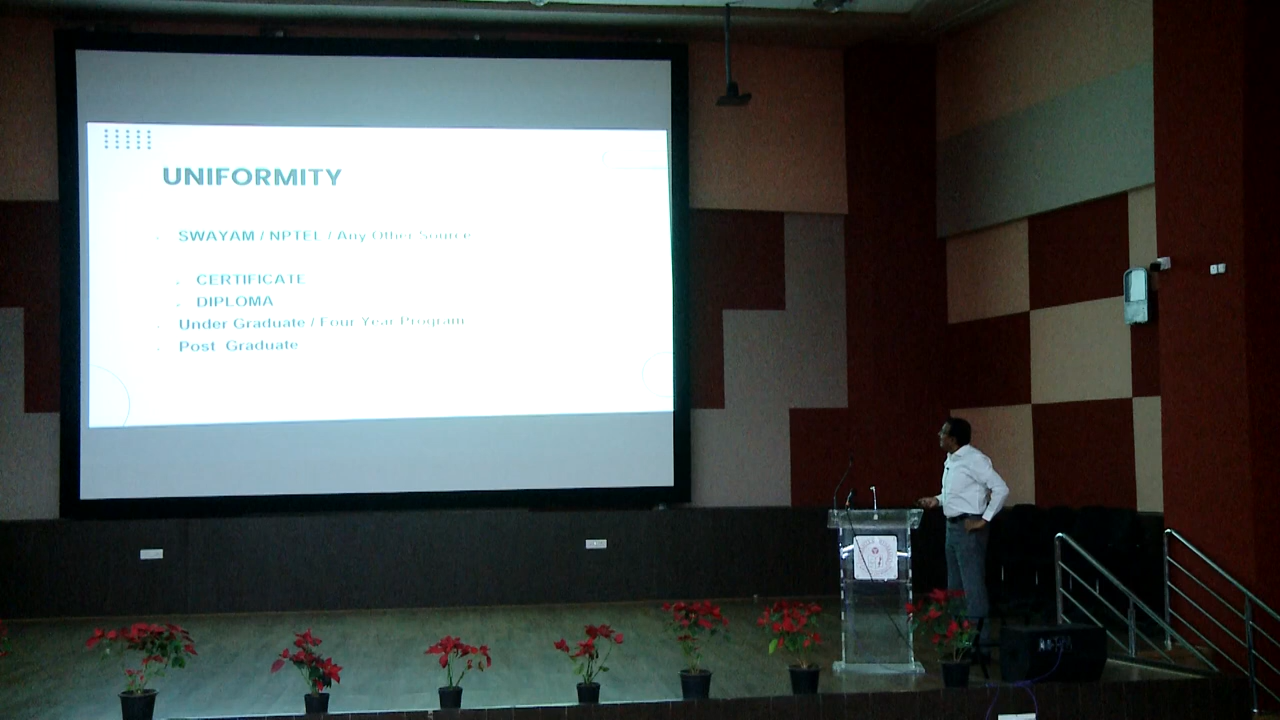 UNIFORMITY
SWAYAM / NPTEL / Any Other Source
CERTIFICATE
DIPLOMA
Under Graduate / Four Year Program
Post Graduate